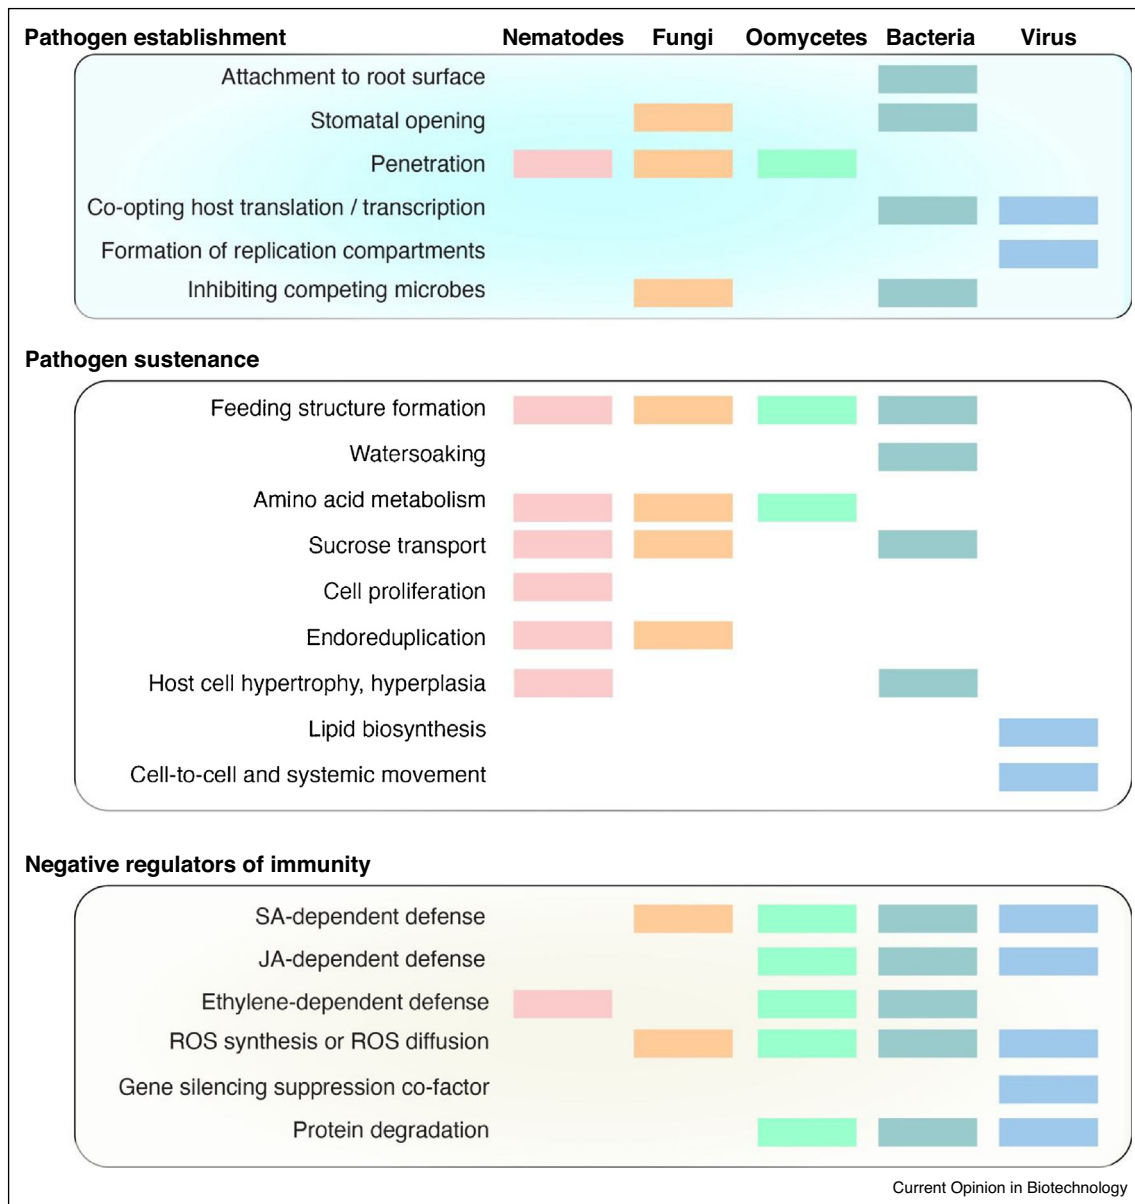 Pathogen establishment Nematodes Fungi Oomycetes Bacteria Virus
Attachment to root surface
Stomatal opening
Penetration
Co-opting host translation / transcription
Formation of replication compartments
Inhibiting competing microbes
Pathogen sustenance
Feeding structure formation
Watersoaking
Amino acid metabolism
Sucrose transport
Cell proliferation
Endoreduplication
Host cell hypertrophy, hyperplasia
Lipid biosynthesis
Cell-to-cell and systemic movement
Negative regulators of immunity
SA-dependent defense
JA-dependent defense
Ethylene-dependent defense
ROS synthesis or ROS diffusion
Gene silencing suppression co-factor
Protein degradation
Current Opinion in Biotechnology